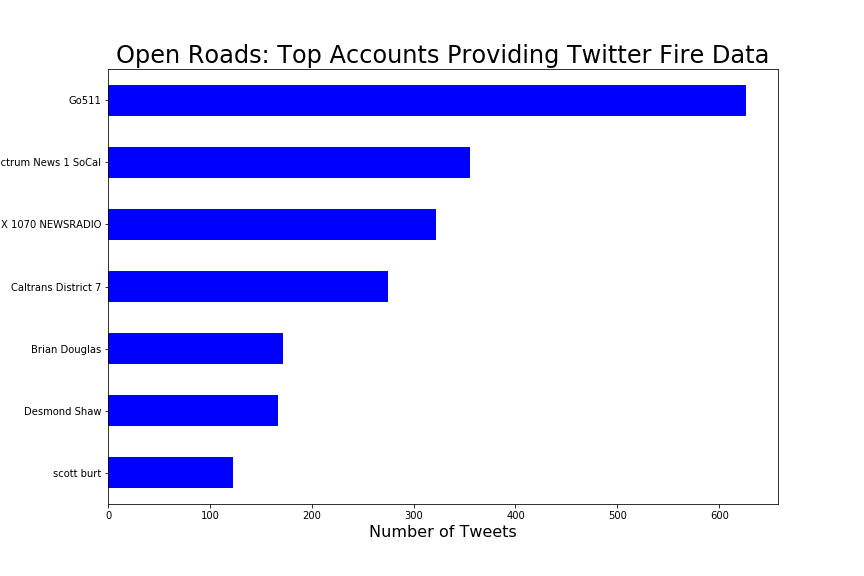 Open Roads: Top Accounts Providing Twitter Fire Data
Go511
ctrum News 1 SoCal
X 1070 NEWSRADIO
Caltrans District 7
Brian Douglas
Desmond Shaw
scott burt
0 100 200 300 400 500 600
Number of Tweets